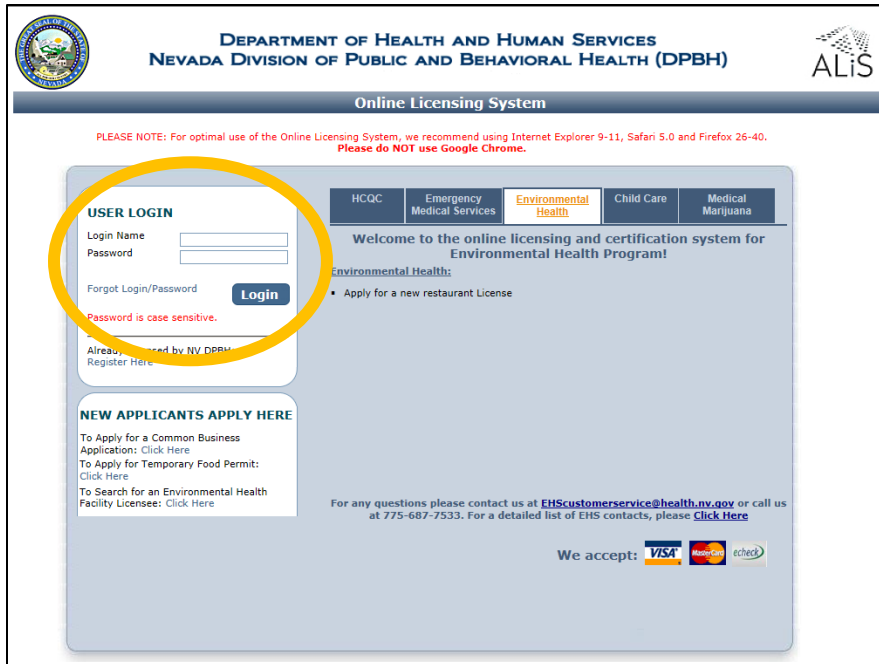 DEPARTMENT OF HEALTH AND HUMAN SERVICES
NEVADA DIVISION OF PUBLIC AND BEHAVIORAL HEALTH (DPBH)
ALiS
Online Licensing System
PLEASE NOTE: For optimal use of the Online Licensing System, we recommend using Internet Explorer 9-11, Safari 5.0 and Firefox 26-40.
Please do NOT use Google Chrome.
USER LOGIN
Login Name
Password
Forgot Login/Password
Login
Password is case sensitive.
Already by NV DPBH
Register Here
NEW APPLICANTS APPLY HERE
To Apply for a Common Business
Application: Click Here
To Apply for Temporary Food Permit:
Click Here
To Search for an Environmental Health
Facility Licensee: Click Here
HCQC
Emergency
Medical Services
Environmental
Health
Child Care
Medical
Marijuana
Welcome to the online licensing and certification system for
Environmental Health Program!
Environmental Health:
▪ Apply for a new restaurant License
For any questions please contact us at EHScustomerservice@health.nv.gov or call us
at 775-687-7533. For a detailed list of EHS contacts, please Click Here
We accept: VISA MasterCard echeck